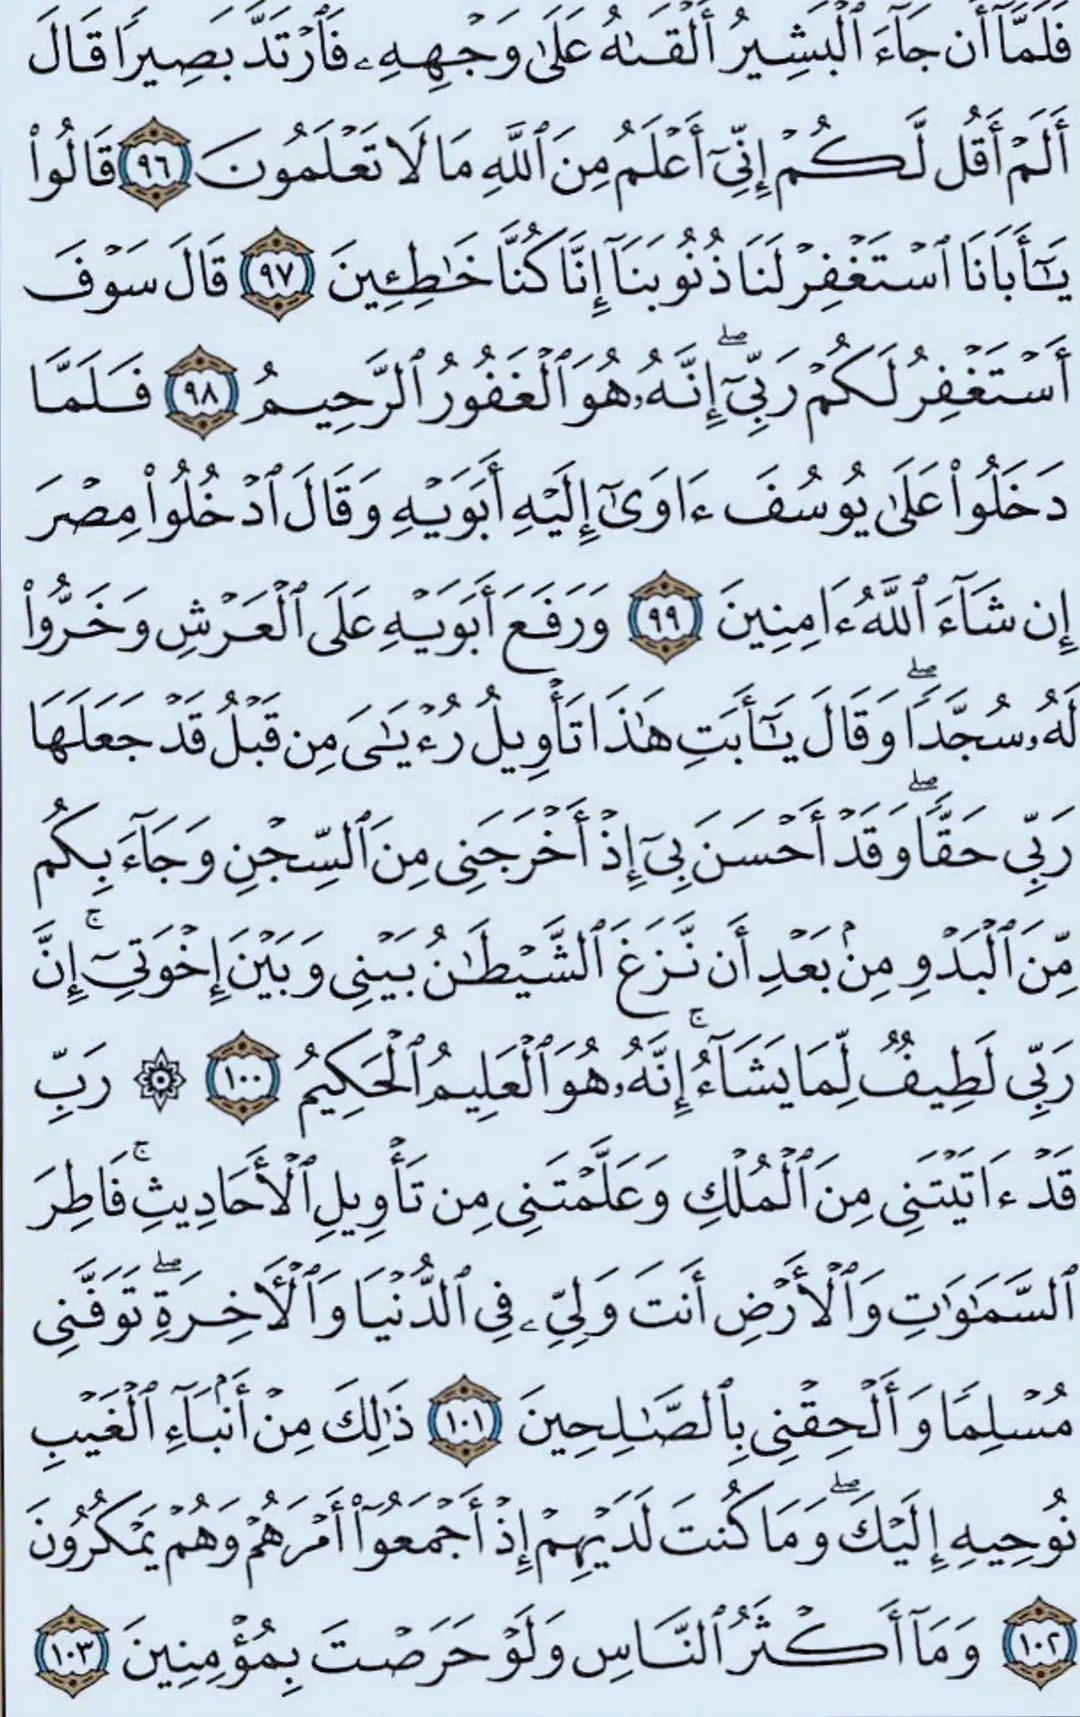 فَلَمَّآ أَن جَآءَ ٱلْبَشِيرُ أَلْقَىٰهُ عَلَىٰ وَجْهِهِۦ فَٱرْتَدَّ بَصِيرًا قَالَ
أَلَمْ أَقُل لَّكُمْ إِنِّىٓ أَعْلَمُ مِنَ ٱللَّهِ مَا لَا تَعْلَمُونَ ٩٦ قَالُوا۟
يَـٰٓأَبَانَا ٱسْتَغْفِرْ لَنَا ذُنُوبَنَآ إِنَّا كُنَّا خَـٰطِـِٔينَ ٩٧ قَالَ سَوْفَ
أَسْتَغْفِرُ لَكُمْ رَبِّىٓ ۖ إِنَّهُۥ هُوَ ٱلْغَفُورُ ٱلرَّحِيمُ ٩٨ فَلَمَّا
دَخَلُوا۟ عَلَىٰ يُوسُفَ ءَاوَىٰٓ إِلَيْهِ أَبَوَيْهِ وَقَالَ ٱدْخُلُوا۟ مِصْرَ
إِن شَآءَ ٱللَّهُ ءَامِنِينَ ٩٩ وَرَفَعَ أَبَوَيْهِ عَلَى ٱلْعَرْشِ وَخَرُّوا۟
لَهُۥ سُجَّدًا ۖ وَقَالَ يَـٰٓأَبَتِ هَـٰذَا تَأْوِيلُ رُءْيَـٰىَ مِن قَبْلُ قَدْ جَعَلَهَا
رَبِّى حَقًّا ۖ وَقَدْ أَحْسَنَ بِىٓ إِذْ أَخْرَجَنِى مِنَ ٱلسِّجْنِ وَجَآءَ بِكُم
مِّنَ ٱلْبَدْوِ مِنۢ بَعْدِ أَن نَّزَغَ ٱلشَّيْطَـٰنُ بَيْنِى وَبَيْنَ إِخْوَتِىٓ ۚ إِنَّ
رَبِّى لَطِيفٌ لِّمَا يَشَآءُ ۚ إِنَّهُۥ هُوَ ٱلْعَلِيمُ ٱلْحَكِيمُ ١٠٠ ۞ رَبِّ
قَدْ ءَاتَيْتَنِى مِنَ ٱلْمُلْكِ وَعَلَّمْتَنِى مِن تَأْوِيلِ ٱلْأَحَادِيثِ ۚ فَاطِرَ
ٱلسَّمَـٰوَٰتِ وَٱلْأَرْضِ أَنتَ وَلِىِّۦ فِى ٱلدُّنْيَا وَٱلْـَٔاخِرَةِ ۖ تَوَفَّنِى
مُسْلِمًا وَأَلْحِقْنِى بِٱلصَّـٰلِحِينَ ١٠١ ذَٰلِكَ مِنْ أَنۢبَآءِ ٱلْغَيْبِ
نُوحِيهِ إِلَيْكَ ۖ وَمَا كُنتَ لَدَيْهِمْ إِذْ أَجْمَعُوٓا۟ أَمْرَهُمْ وَهُمْ يَمْكُرُونَ
١٠٢ وَمَآ أَكْثَرُ ٱلنَّاسِ وَلَوْ حَرَصْتَ بِمُؤْمِنِينَ ١٠٣